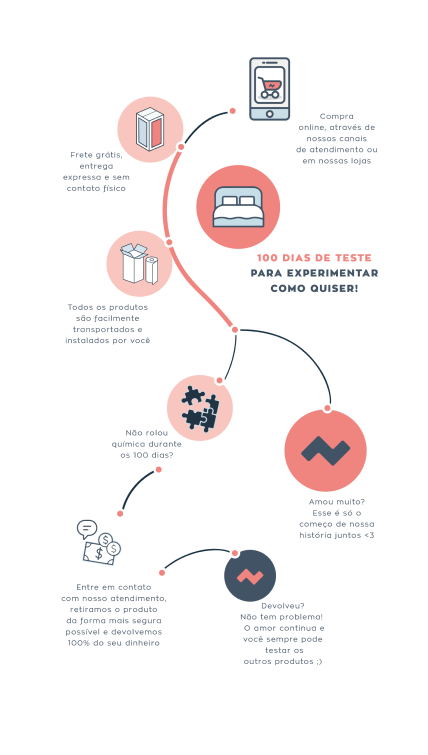 Compra
online, através de
nossos canais
de atendimento ou
em nossas lojas
Frete grátis,
entrega
expressa e sem
contato físico
100 DIAS DE TESTE
PARA EXPERIMENTAR
COMO QUISER!
Todos os produtos
são facilmente
transportados e
instalados por você
Não rolou
química durante
os 100 dias?
Amou muito?
Esse é só o
começo de nossa
história juntos <3
Entre em contato
com nosso atendimento,
retiramos o produto
da forma mais segura
possível e devolvemos
100% do seu dinheiro
Devolveu?
Não tem problema!
O amor continua e
você sempre pode
testar os
outros produtos ;)